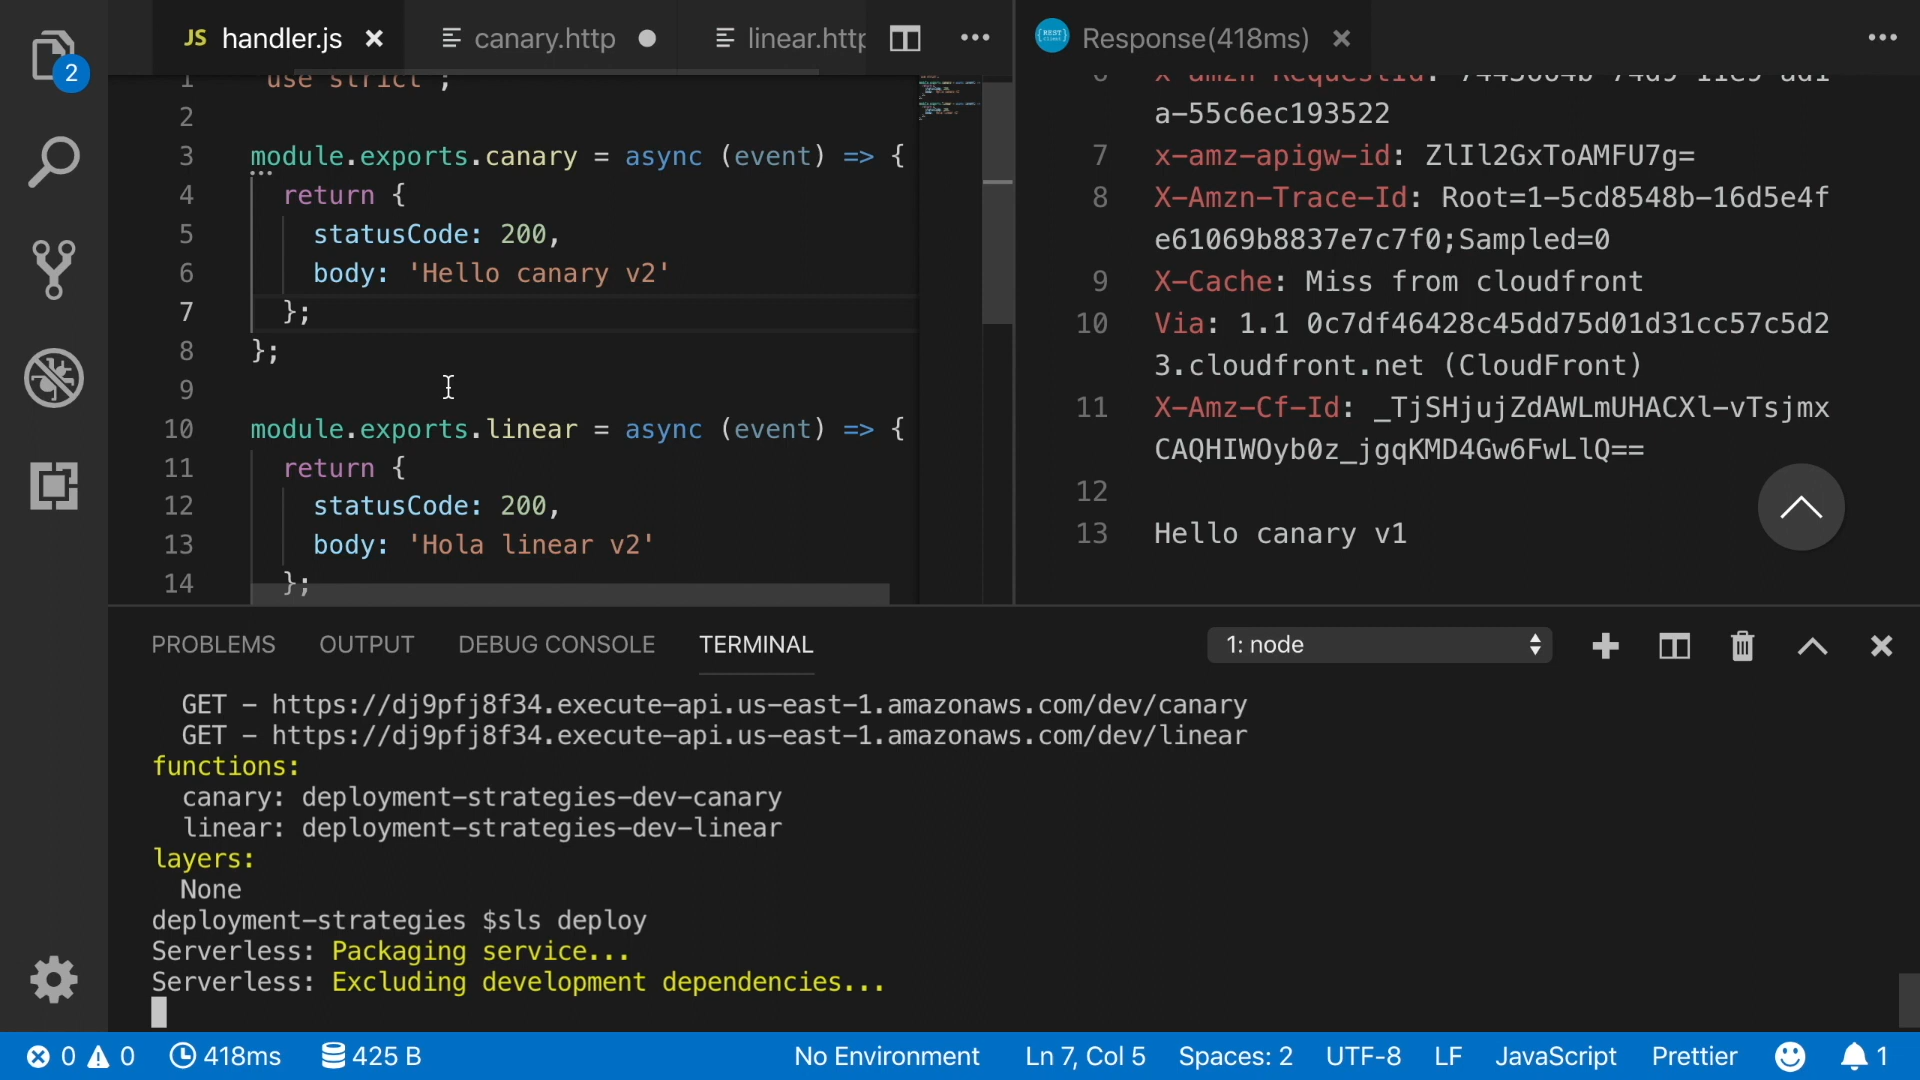 2
JS handler.js
canary.http
linear.http
Response(418ms)
1 'use strict';
2
3 module.exports.canary = async (event) => {
4 return {
5 statusCode: 200,
6 body: 'Hello canary v2'
7 };
8 };
9
10 module.exports.linear = async (event) => {
11 return {
12 statusCode: 200,
13 body: 'Hola linear v2'
14 };
6 x-amzn-RequestId:
a-55c6ec193522
7 x-amz-apigw-id: ZlIl2GxToAMFU7g=
8 X-Amzn-Trace-Id: Root=1-5cd8548b-16d5e4f
e61069b8837e7c7f0;Sampled=0
9 X-Cache: Miss from cloudfront
10 Via: 1.1 0c7df46428c45dd75d01d31cc57c5d2
3.cloudfront.net (CloudFront)
11 X-Amz-Cf-Id: _TjSHjujZdAWLmUHACXl-vTsjmx
CAQHIWOyb0z_jgqKMD4Gw6FwLlQ==
12
13 Hello canary v1
PROBLEMS OUTPUT DEBUG CONSOLE TERMINAL 1: node
GET - https://dj9pfj8f34.execute-api.us-east-1.amazonaws.com/dev/canary
GET - https://dj9pfj8f34.execute-api.us-east-1.amazonaws.com/dev/linear
functions:
canary: deployment-strategies-dev-canary
linear: deployment-strategies-dev-linear
layers:
None
deployment-strategies $sls deploy
Serverless: Packaging service...
Serverless: Excluding development dependencies...
0 0 418ms 425 B No Environment Ln 7, Col 5 Spaces: 2 UTF-8 LF JavaScript Prettier 1